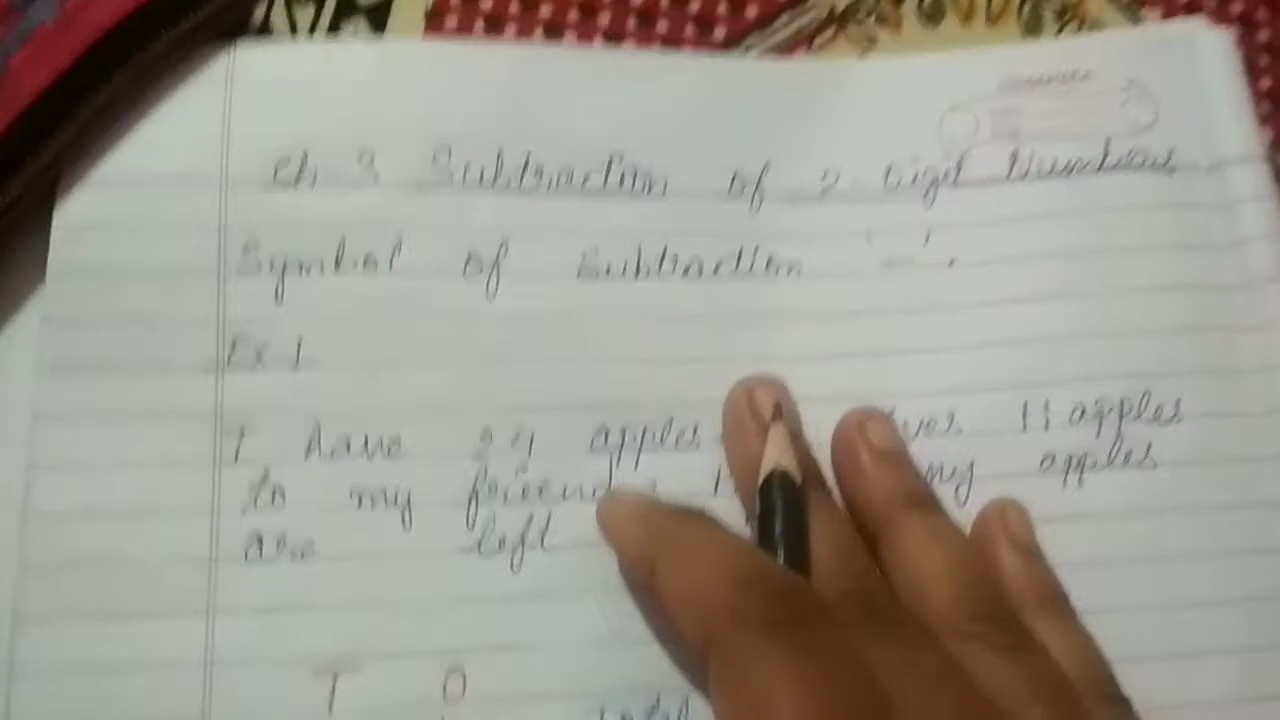 Ch 3 Subtraction of 2 Digit Numbers
Symbol of Subtraction '-'.
Ex 1
I have 24 apples 11 apples
to my my apples
are left
T O